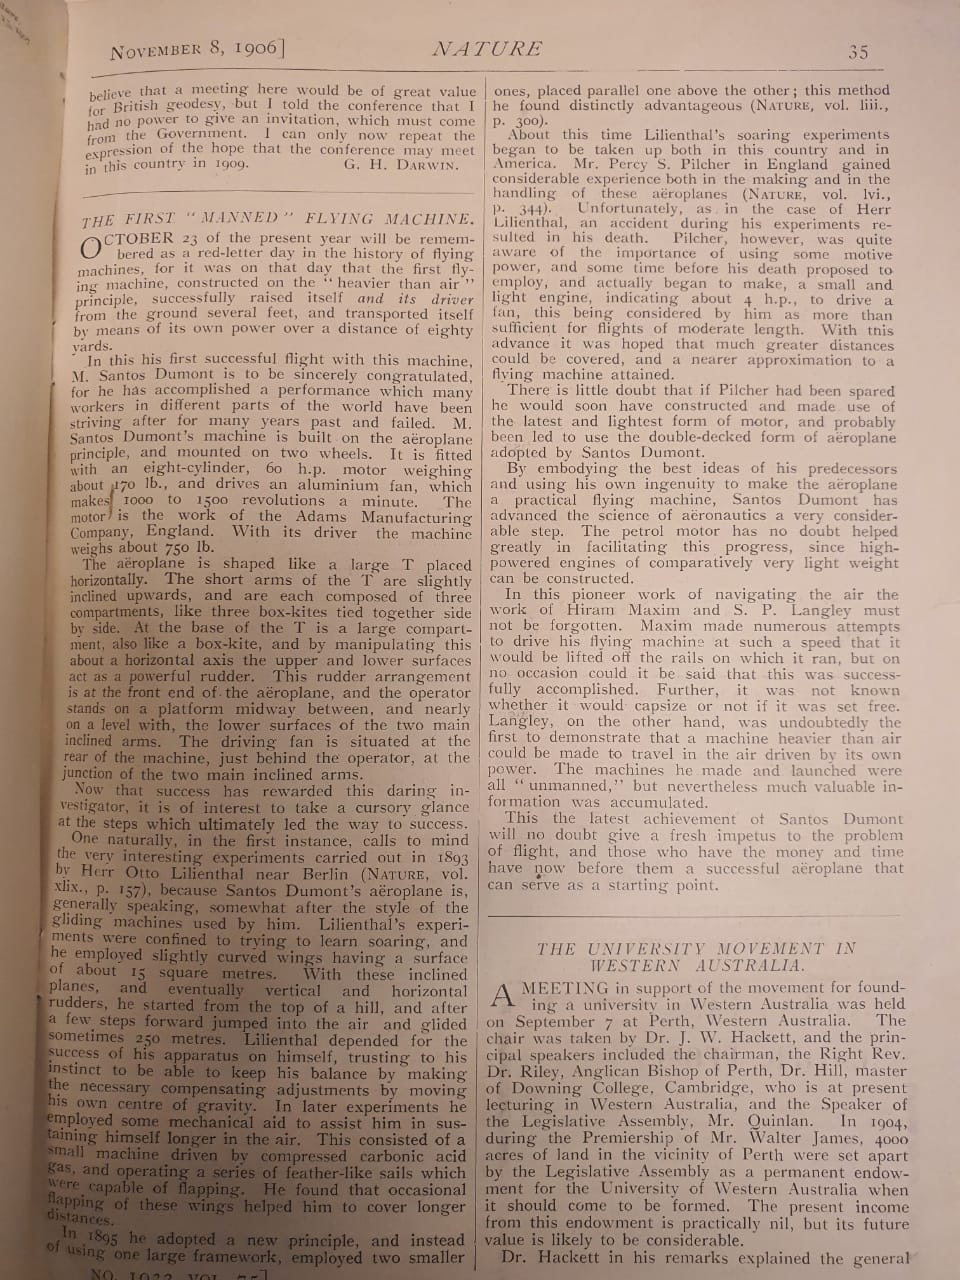 NOVEMBER 8, 1906]
NATURE
35
believe that a meeting here would be of great value
for British geodesy, but I told the conference that I
had no power to give an invitation, which must come
from the Government. I can only now repeat the
expression of the hope that the conference may meet
in this country in 1909. G. H. DARWIN.
THE FIRST "MANNED" FLYING MACHINE.
OCTOBER 23 of the present year will be remem-
bered as a red-letter day in the history of flying
machines, for it was on that day that the first fly-
ing machine, constructed on the "heavier than air"
principle, successfully raised itself and its driver
from the ground several feet, and transported itself
by means of its own power over a distance of eighty
yards.
In this his first successful flight with this machine,
M. Santos Dumont is to be sincerely congratulated,
for he has accomplished a performance which many
workers in different parts of the world have been
striving after for many years past and failed. M.
Santos Dumont's machine is built on the aëroplane
principle, and mounted on two wheels. It is fitted
with an eight-cylinder, 60 h.p. motor weighing
about 170 lb., and drives an aluminium fan, which
makes 1000 to 1500 revolutions a minute. The
motor is the work of the Adams Manufacturing
Company, England. With its driver the machine
weighs about 750 lb.
The aëroplane is shaped like a large T placed
horizontally. The short arms of the T are slightly
inclined upwards, and are each composed of three
compartments, like three box-kites tied together side
by side. At the base of the T is a large compart-
ment, also like a box-kite, and by manipulating this
about a horizontal axis the upper and lower surfaces
act as a powerful rudder. This rudder arrangement
is at the front end of the aëroplane, and the operator
stands on a platform midway between, and nearly
on a level with, the lower surfaces of the two main
inclined arms. The driving fan is situated at the
rear of the machine, just behind the operator, at the
junction of the two main inclined arms.
Now that success has rewarded this daring in-
vestigator, it is of interest to take a cursory glance
at the steps which ultimately led the way to success.
One naturally, in the first instance, calls to mind
the very interesting experiments carried out in 1893
by Herr Otto Lilienthal near Berlin (NATURE, vol.
xlix., p. 157), because Santos Dumont's aëroplane is,
generally speaking, somewhat after the style of the
gliding machines used by him. Lilienthal's experi-
ments were confined to trying to learn soaring, and
he employed slightly curved wings having a surface
of about 15 square metres. With these inclined
planes, and eventually vertical and horizontal
rudders, he started from the top of a hill, and after
a few steps forward jumped into the air and glided
sometimes 250 metres. Lilienthal depended for the
success of his apparatus on himself, trusting to his
instinct to be able to keep his balance by making
the necessary compensating adjustments by moving
his own centre of gravity. In later experiments he
employed some mechanical aid to assist him in sus-
taining himself longer in the air. This consisted of a
small machine driven by compressed carbonic acid
gas, and operating a series of feather-like sails which
were capable of flapping. He found that occasional
flapping of these wings helped him to cover longer
distances.
In 1895 he adopted a new principle, and instead
of using one large framework, employed two smaller
NO. 1933, VOL. 75]
ones, placed parallel one above the other; this method
he found distinctly advantageous (NATURE, vol. liii.,
p. 300).
About this time Lilienthal's soaring experiments
began to be taken up both in this country and in
America. Mr. Percy S. Pilcher in England gained
considerable experience both in the making and in the
handling of these aëroplanes (NATURE, vol. lvi.,
p. 344). Unfortunately, as in the case of Herr
Lilienthal, an accident during his experiments re-
sulted in his death. Pilcher, however, was quite
aware of the importance of using some motive
power, and some time before his death proposed to
employ, and actually began to make, a small and
light engine, indicating about 4 h.p., to drive a
fan, this being considered by him as more than
sufficient for flights of moderate length. With this
advance it was hoped that much greater distances
could be covered, and a nearer approximation to a
flying machine attained.
There is little doubt that if Pilcher had been spared
he would soon have constructed and made use of
the latest and lightest form of motor, and probably
been led to use the double-decked form of aëroplane
adopted by Santos Dumont.
By embodying the best ideas of his predecessors
and using his own ingenuity to make the aëroplane
a practical flying machine, Santos Dumont has
advanced the science of aëronautics a very consider-
able step. The petrol motor has no doubt helped
greatly in facilitating this progress, since high-
powered engines of comparatively very light weight
can be constructed.
In this pioneer work of navigating the air the
work of Hiram Maxim and S. P. Langley must
not be forgotten. Maxim made numerous attempts
to drive his flying machine at such a speed that it
would be lifted off the rails on which it ran, but on
no occasion could it be said that this was success-
fully accomplished. Further, it was not known
whether it would capsize or not if it was set free.
Langley, on the other hand, was undoubtedly the
first to demonstrate that a machine heavier than air
could be made to travel in the air driven by its own
power. The machines he made and launched were
all "unmanned," but nevertheless much valuable in-
formation was accumulated.
This the latest achievement of Santos Dumont
will no doubt give a fresh impetus to the problem
of flight, and those who have the money and time
have now before them a successful aëroplane that
can serve as a starting point.
THE UNIVERSITY MOVEMENT IN
WESTERN AUSTRALIA.
A MEETING in support of the movement for found-
ing a university in Western Australia was held
on September 7 at Perth, Western Australia. The
chair was taken by Dr. J. W. Hackett, and the prin-
cipal speakers included the chairman, the Right Rev.
Dr. Riley, Anglican Bishop of Perth, Dr. Hill, master
of Downing College, Cambridge, who is at present
lecturing in Western Australia, and the Speaker of
the Legislative Assembly, Mr. Quinlan. In 1904,
during the Premiership of Mr. Walter James, 4000
acres of land in the vicinity of Perth were set apart
by the Legislative Assembly as a permanent endow-
ment for the University of Western Australia when
it should come to be formed. The present income
from this endowment is practically nil, but its future
value is likely to be considerable.
Dr. Hackett in his remarks explained the general